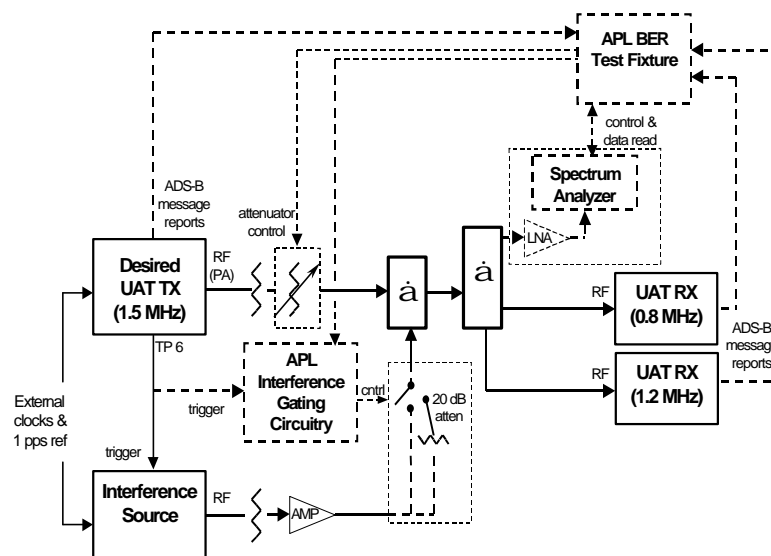 APL BER
Test Fixture
control &
data read
Spectrum
Analyzer
LNA
ADS-B
message
reports
attenuator
control
Desired
UAT TX
(1.5 MHz)
RF
(PA)
ȧ
ȧ
RF
UAT RX
(0.8 MHz)
ADS-B
message
reports
RF
UAT RX
(1.2 MHz)
TP 6
APL
Interference
Gating
Circuitry
cntrl
20 dB
atten
trigger
External
clocks &
1 pps ref
trigger
Interference
Source
RF
AMP